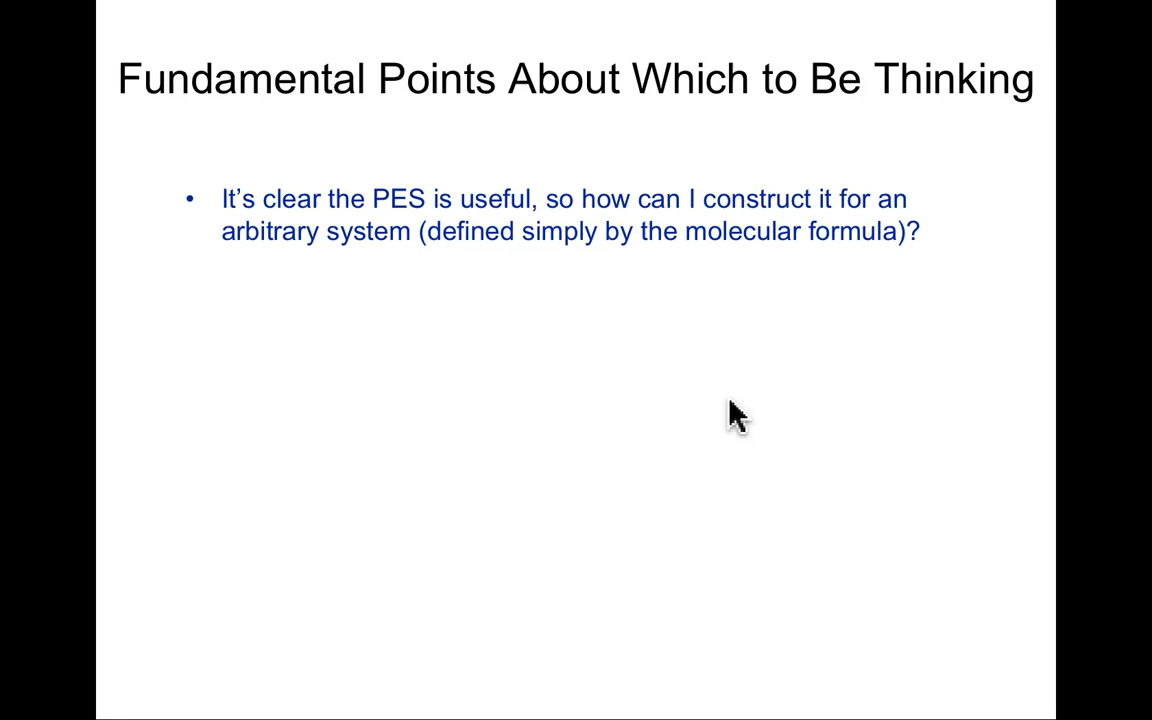 Fundamental Points About Which to Be Thinking
• It’s clear the PES is useful, so how can I construct it for an
arbitrary system (defined simply by the molecular formula)?